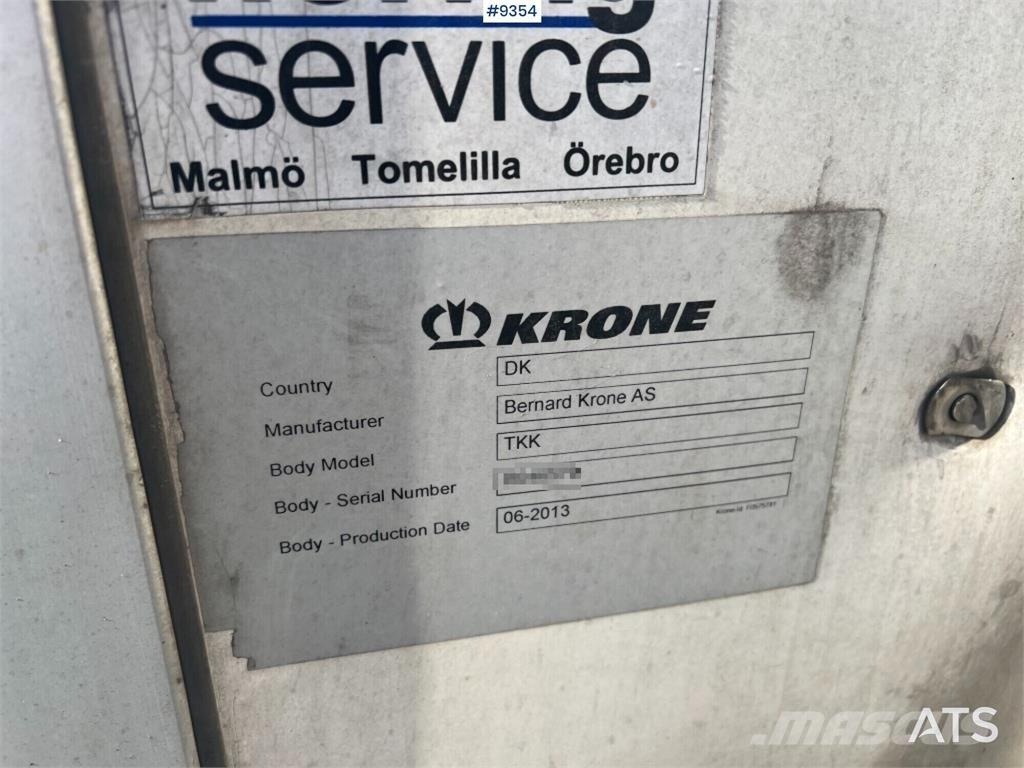 #9354
service
Malmö Tomelilla Örebro
KRONE
Country DK
Manufacturer Bernard Krone AS
Body Model TKK
Body - Serial Number
Body - Production Date 06-2013
MASCUS
ATS